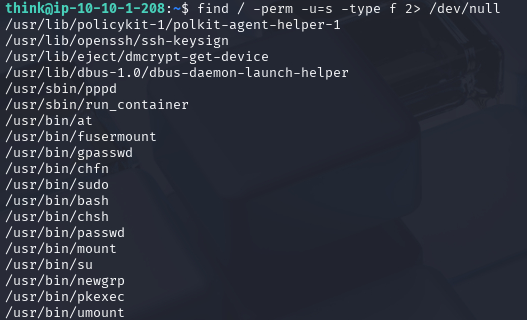 think@ip-10-10-1-208:~$ find / -perm -u=s -type f 2> /dev/null
/usr/lib/policykit-1/polkit-agent-helper-1
/usr/lib/openssh/ssh-keysign
/usr/lib/eject/dmcrypt-get-device
/usr/lib/dbus-1.0/dbus-daemon-launch-helper
/usr/sbin/pppd
/usr/sbin/run_container
/usr/bin/at
/usr/bin/fusermount
/usr/bin/gpasswd
/usr/bin/chfn
/usr/bin/sudo
/usr/bin/bash
/usr/bin/chsh
/usr/bin/passwd
/usr/bin/mount
/usr/bin/su
/usr/bin/newgrp
/usr/bin/pkexec
/usr/bin/umount